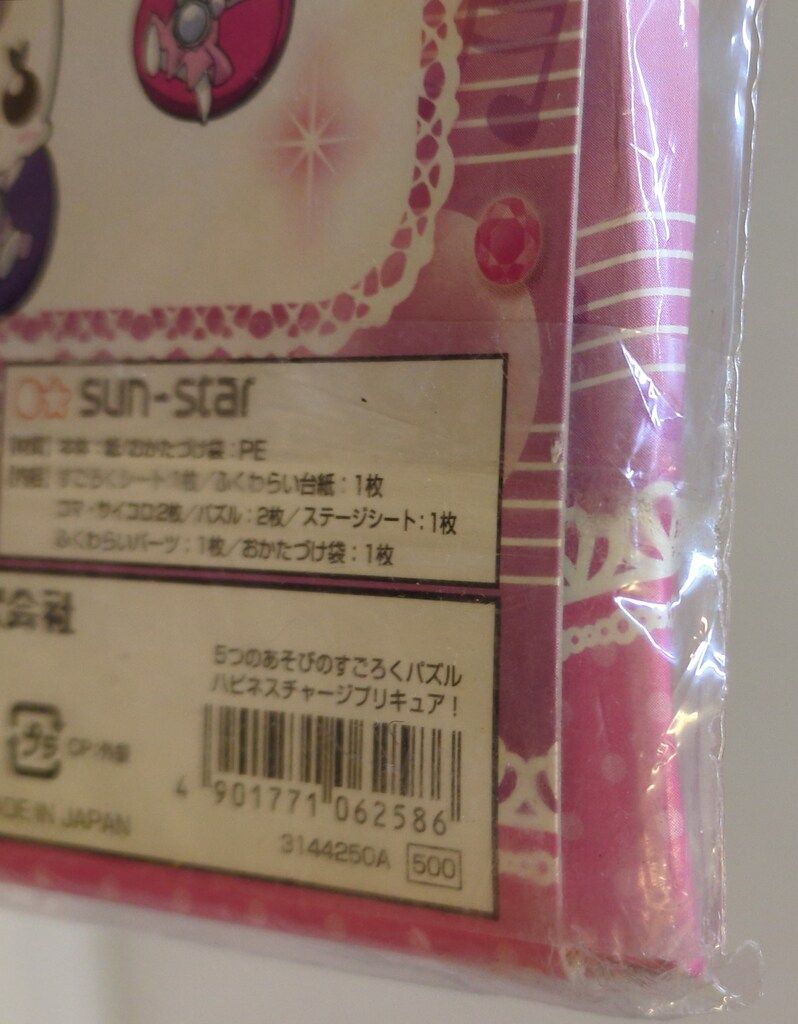 sun-star
【材質】本体：紙/おかたづけ袋：PE
【内容】すごろくシート:1枚/ふくわらい台紙：1枚
コマ・サイコロ:2枚/パズル：2枚/ステージシート：1枚
ふくわらいパーツ：1枚/おかたづけ袋：1枚
会社
5つのあそびのすごろくパズル
ハピネスチャージプリキュア！
プラ
4 901771 062586
ADE IN JAPAN
3144250A 500